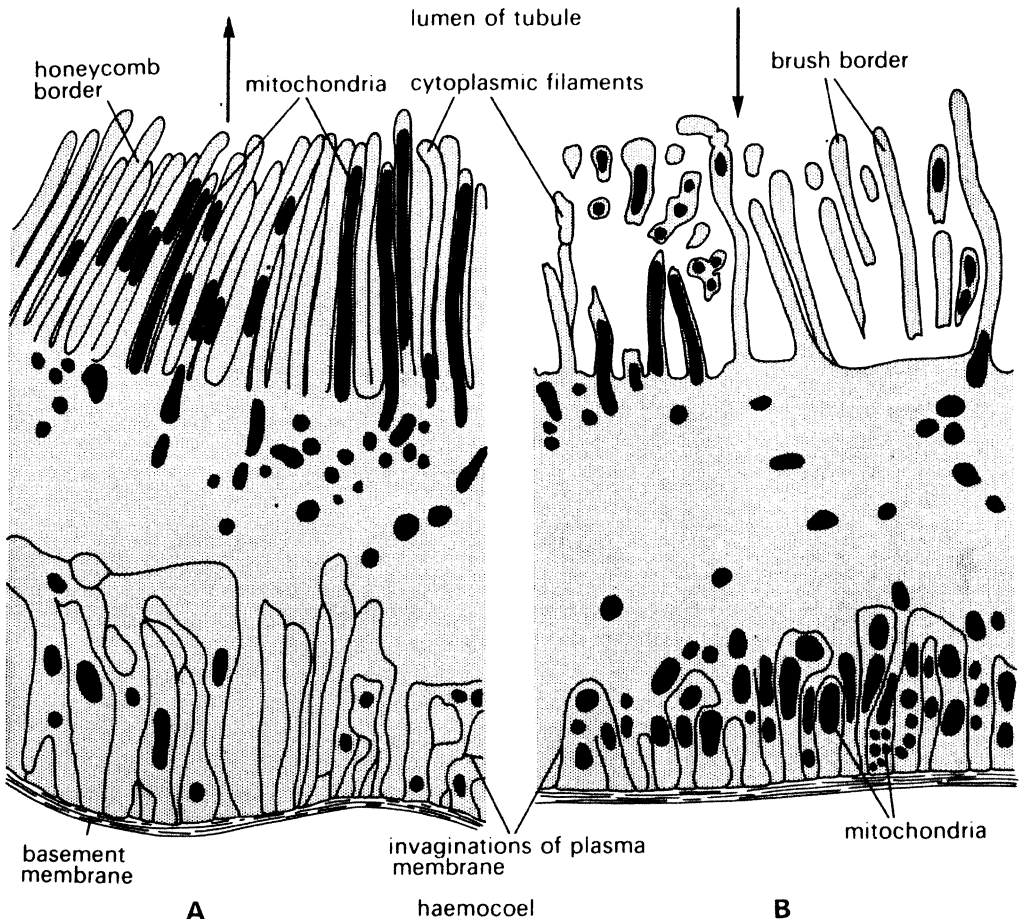 lumen of tubule
honeycomb
border
mitochondria
cytoplasmic filaments
brush border
basement
membrane
invaginations of plasma
membrane
mitochondria
A
haemocoel
B